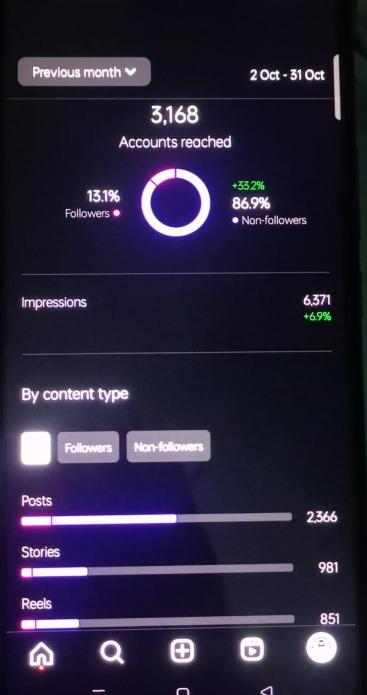 Previous month
2 Oct - 31 Oct
3,168
Accounts reached
13.1%
Followers
+33.2%
86.9%
Non-followers
Impressions
6,371
+6.9%
By content type
Followers
Non-followers
Posts
2,366
Stories
981
Reels
851